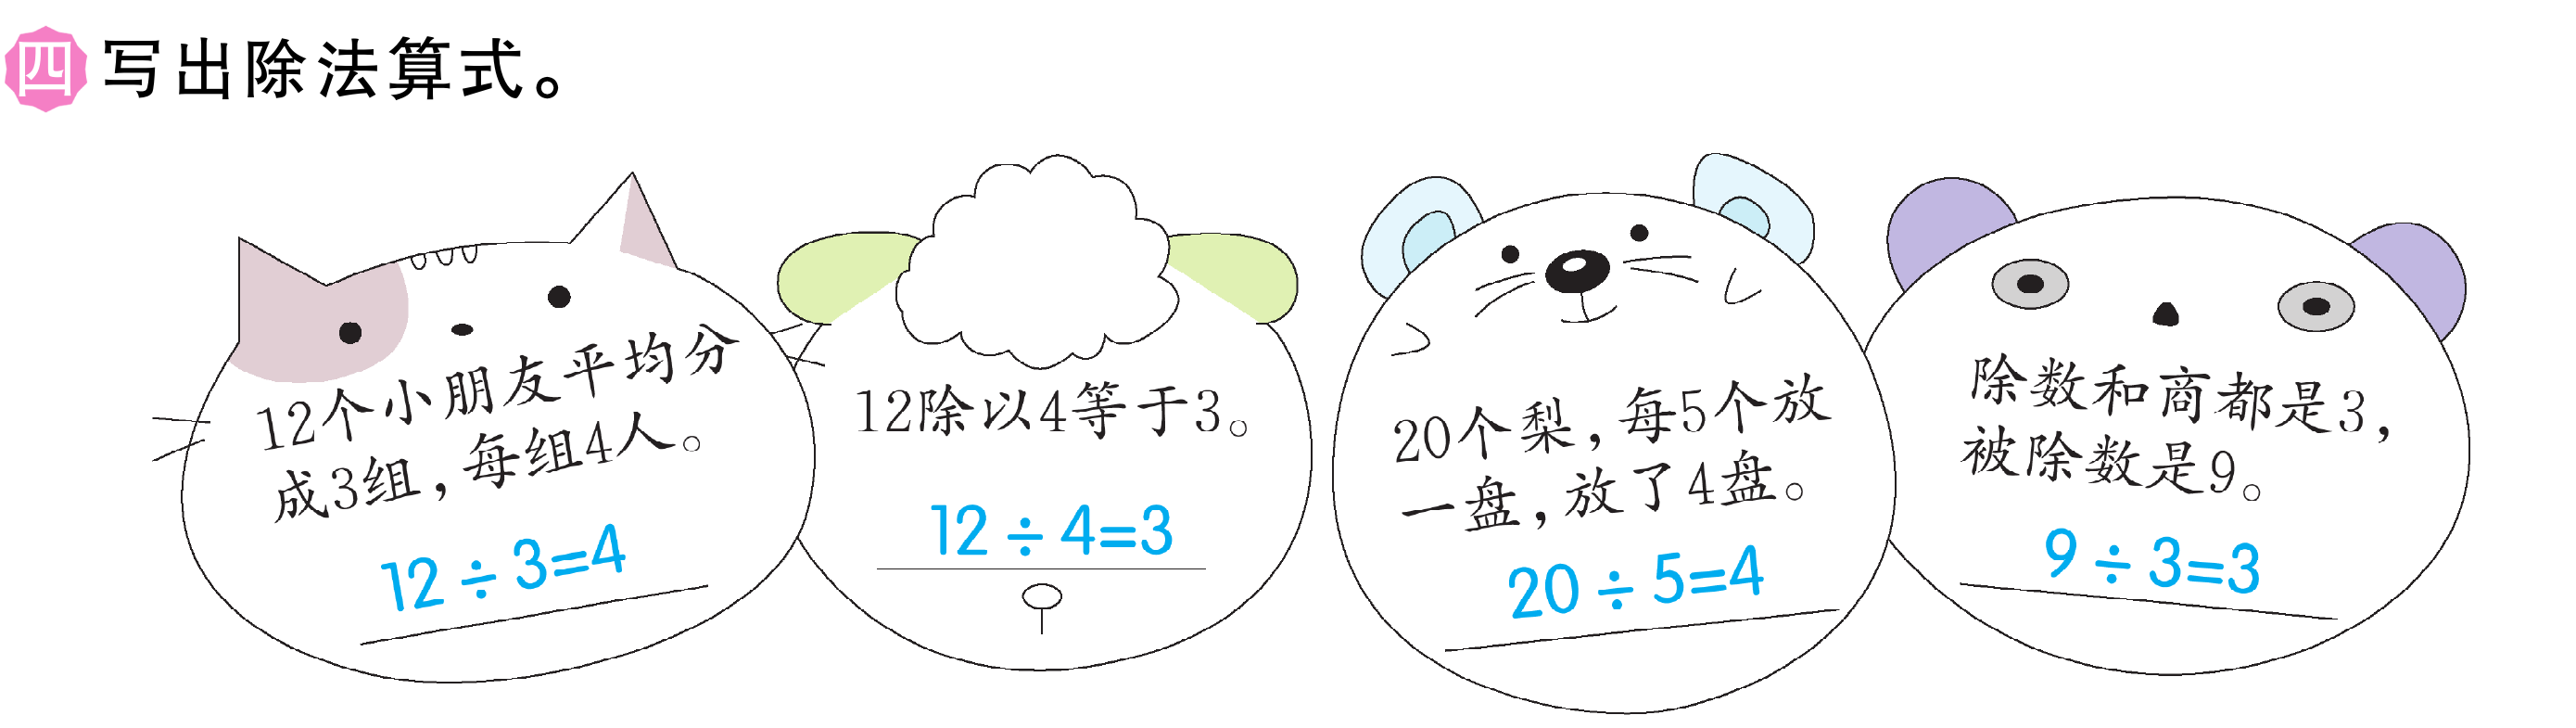 四 写出除法算式。
12个小朋友平均分
成3组，每组4人。
12÷3=4
12除以4等于3。
12÷4=3
20个梨，每5个放
一盘，放了4盘。
20÷5=4
除数和商都是3，
被除数是9。
9÷3=3